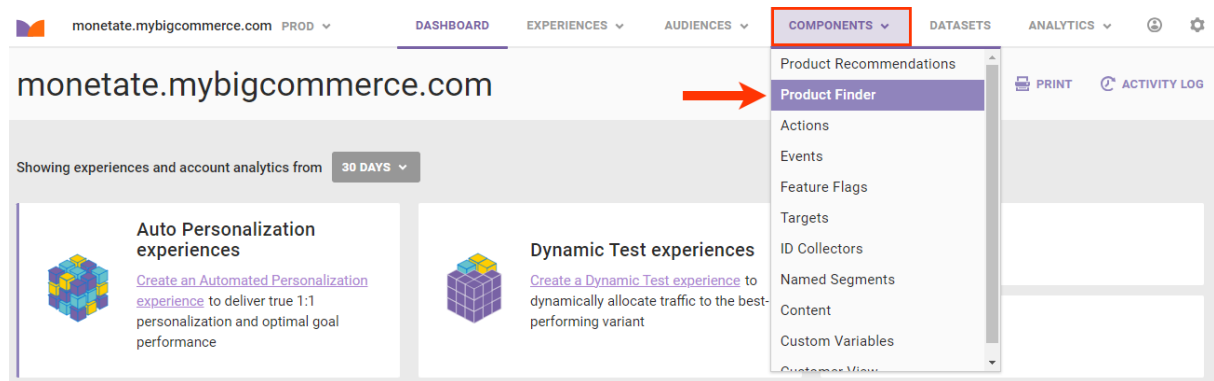 monetate.mybigcommerce.com PROD
DASHBOARD
EXPERIENCES
AUDIENCES
COMPONENTS
DATASETS
ANALYTICS
monetate.mybigcommerce.com
PRINT
ACTIVITY LOG
Product Recommendations
Product Finder
Actions
Events
Feature Flags
Targets
ID Collectors
Named Segments
Content
Custom Variables
Customer View
Showing experiences and account analytics from
30 DAYS
Auto Personalization
experiences
Create an Automated Personalization
experience to deliver true 1:1
personalization and optimal goal
performance
Dynamic Test experiences
Create a Dynamic Test experience to
dynamically allocate traffic to the best-
performing variant